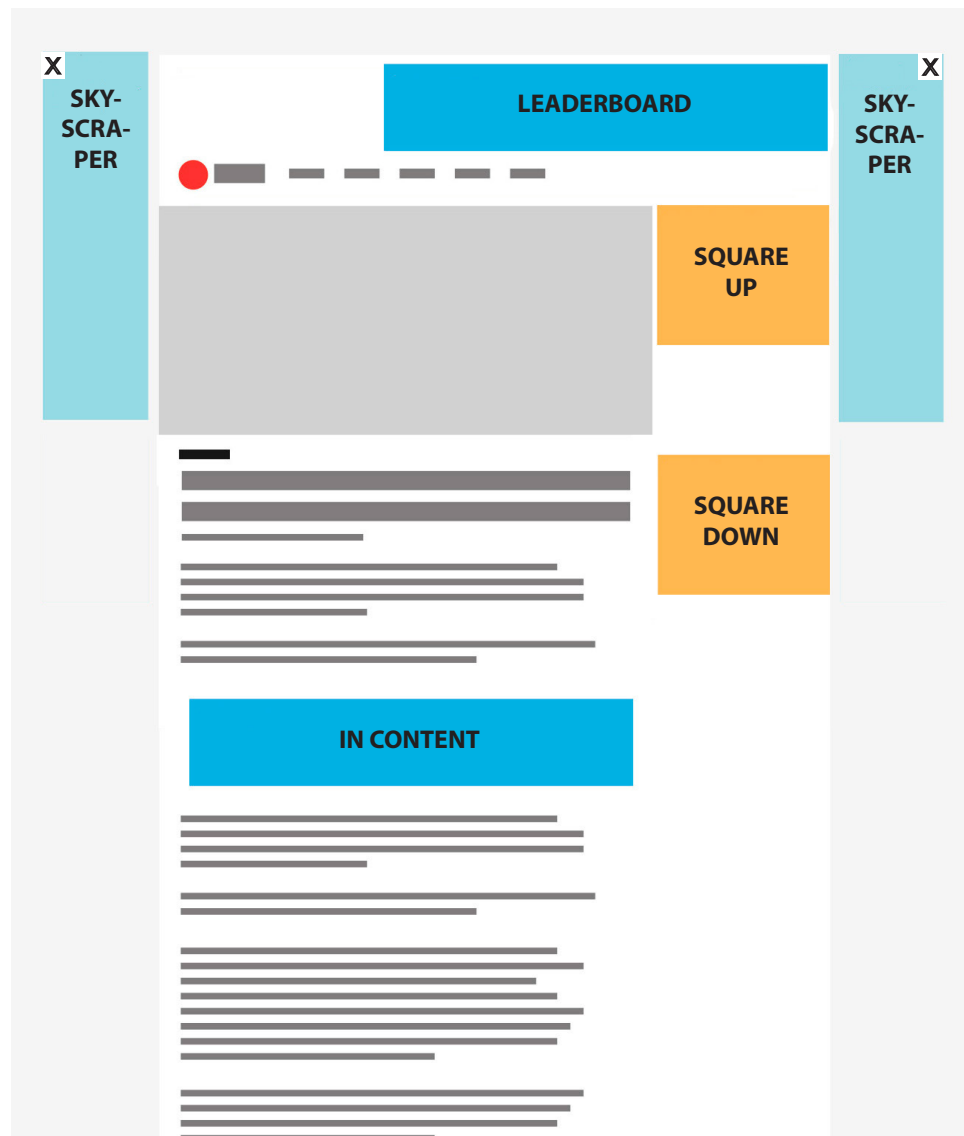 X
SKY-
SCRA-
PER
LEADERBOARD
X
SKY-
SCRA-
PER
SQUARE
UP
SQUARE
DOWN
IN CONTENT